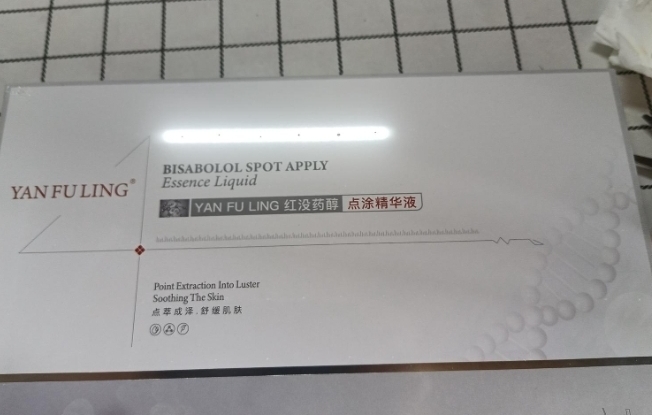 YAN FU LING®
BISABOLOL SPOT APPLY
Essence Liquid
YAN FU LING 红没药醇 点涂精华液
Point Extraction Into Luster
Soothing The Skin
点萃成泽.舒缓肌肤